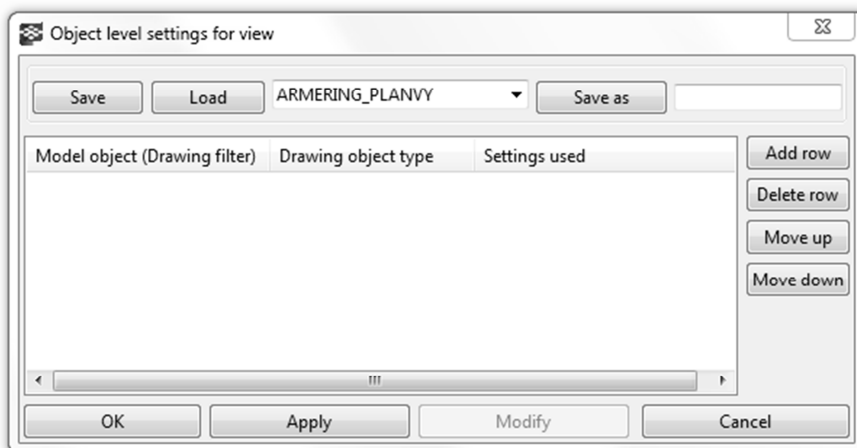 Object level settings for view
Save Load ARMERING_PLANVY Save as
Model object (Drawing filter) Drawing object type Settings used
Add row
Delete row
Move up
Move down
OK Apply Modify Cancel